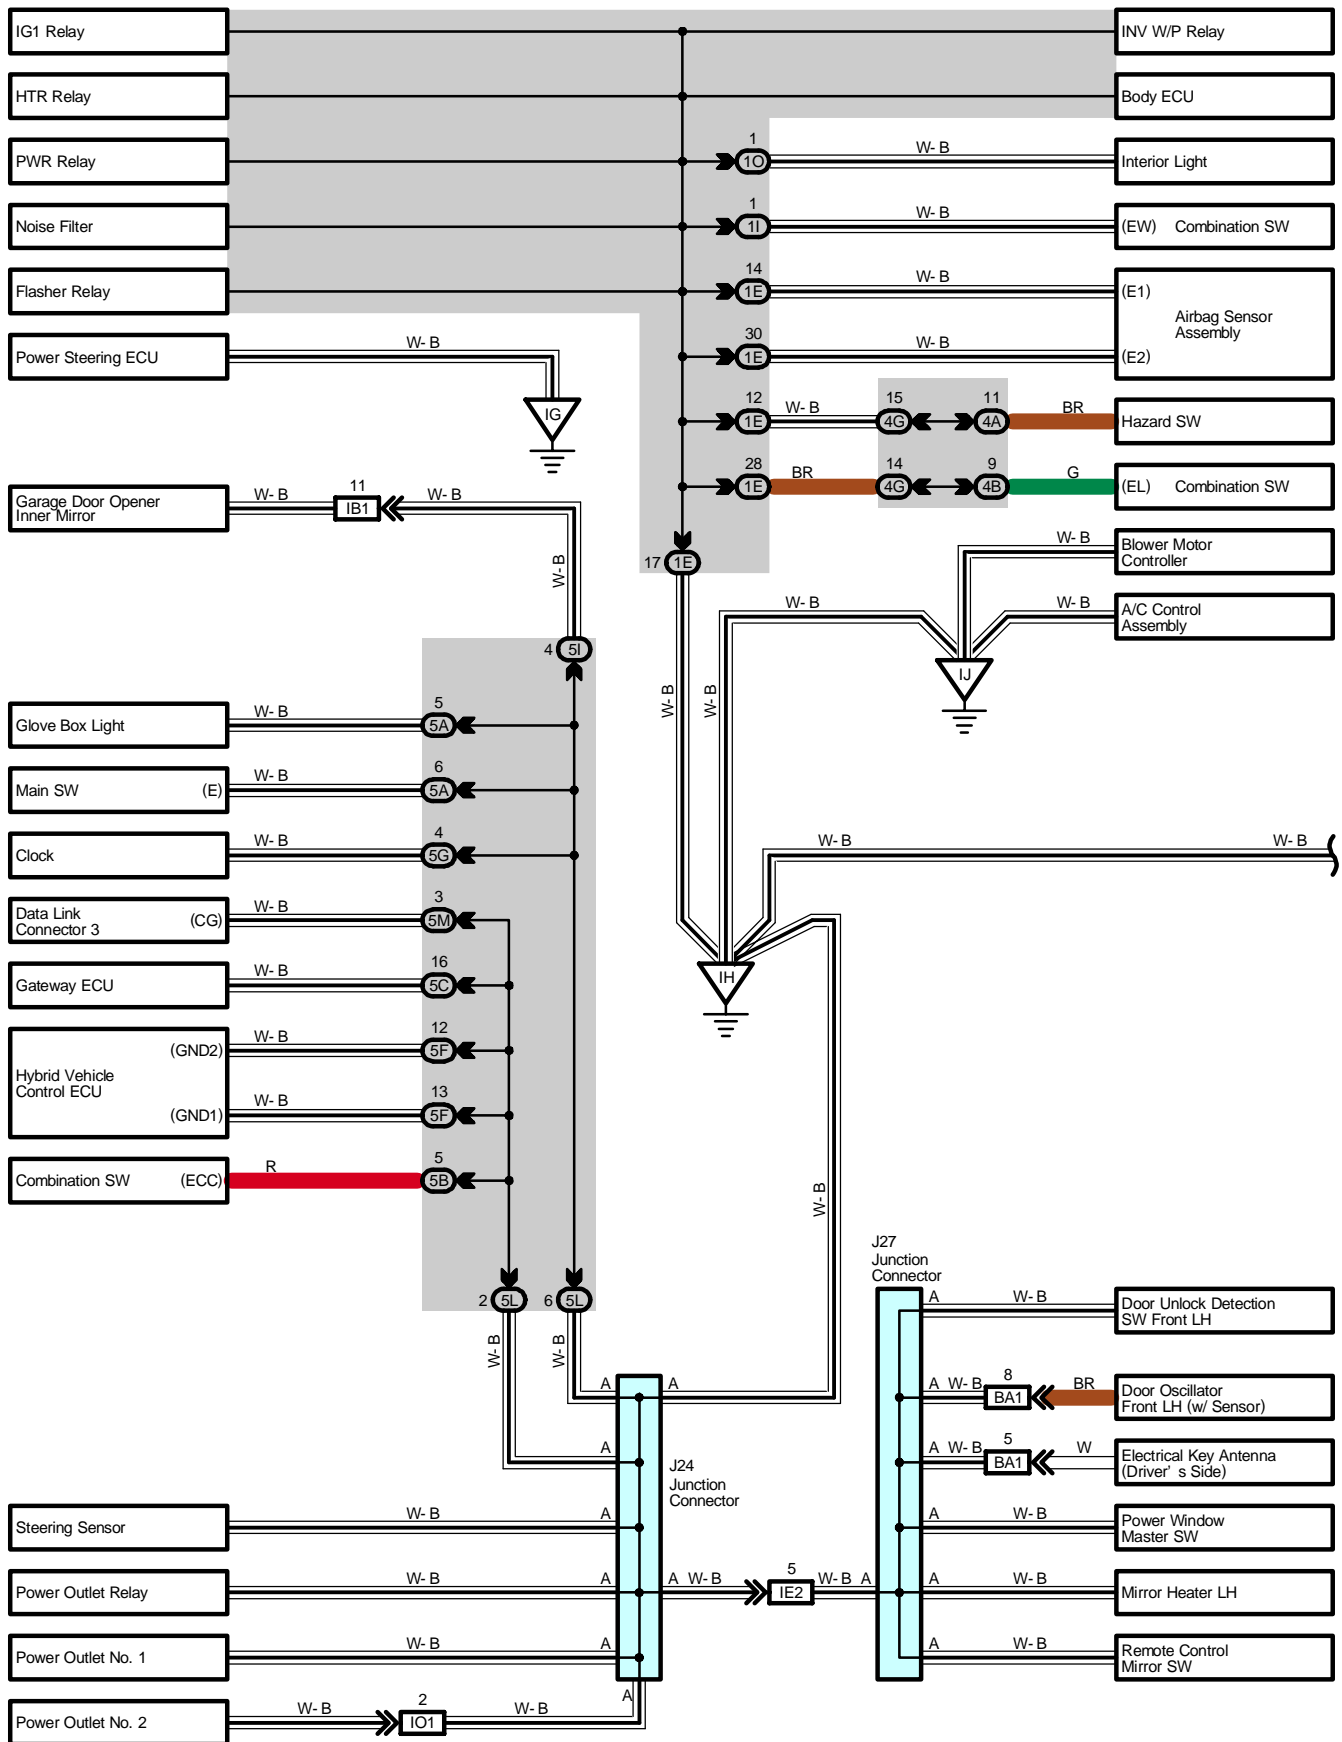 IG1 Relay
INV W/P Relay
HTR Relay
Body ECU
PWR Relay
1
1O
W- B
Interior Light
Noise Filter
1
1I
W- B
(EW) Combination SW
Flasher Relay
14
1E
W- B
(E1)
Airbag Sensor
Assembly
30
1E
W- B
(E2)
Power Steering ECU
W- B
IG
12
1E
W- B
15
4G
11
4A
BR
Hazard SW
28
1E
BR
14
4G
9
4B
G
(EL) Combination SW
Garage Door Opener
Inner Mirror
W- B
11
IB1
W- B
W- B
17 1E
W- B
Blower Motor
Controller
W- B
W- B
A/C Control
Assembly
IJ
4 5I
W- B
W- B
Glove Box Light
W- B
5
5A
Main SW (E)
W- B
6
5A
Clock
W- B
4
5G
W- B
W- B
Data Link
Connector 3
(CG)
W- B
3
5M
IH
Gateway ECU
W- B
16
5C
Hybrid Vehicle
Control ECU
(GND2)
W- B
12
5F
(GND1)
W- B
13
5F
Combination SW (ECC)
R
5
5B
W- B
2 5L
6 5L
W- B
W- B
J27
Junction
Connector
A
W- B
Door Unlock Detection
SW Front LH
A
A
A W- B
8
BA1
BR
Door Oscillator
Front LH (w/ Sensor)
A
J24
Junction
Connector
A W- B
5
BA1
W
Electrical Key Antenna
(Driver' s Side)
Steering Sensor
W- B
A
A
W- B
Power Window
Master SW
Power Outlet Relay
W- B
A
A W- B
5
IE2
W- B A
A
W- B
Mirror Heater LH
Power Outlet No. 1
W- B
A
A
W- B
Remote Control
Mirror SW
Power Outlet No. 2
W- B
2
IO1
W- B
A